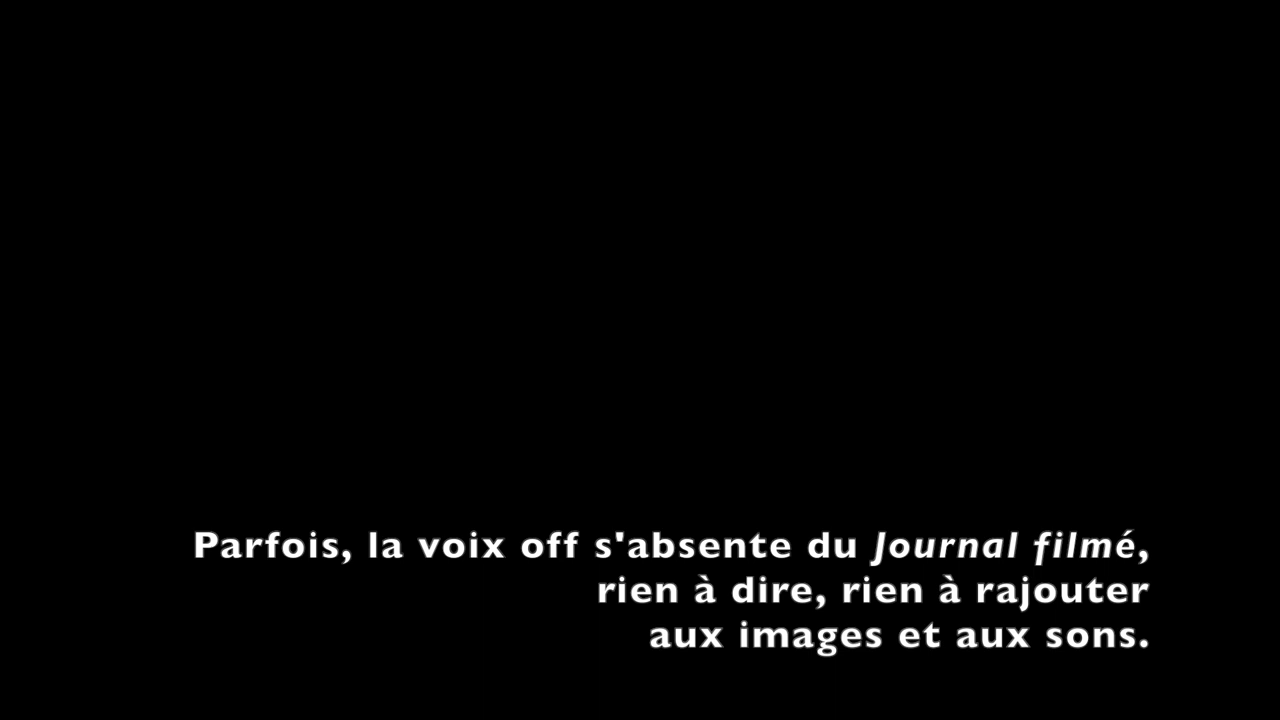 Parfois, la voix off s'absente du Journal filmé,
rien à dire, rien à rajouter
aux images et aux sons.